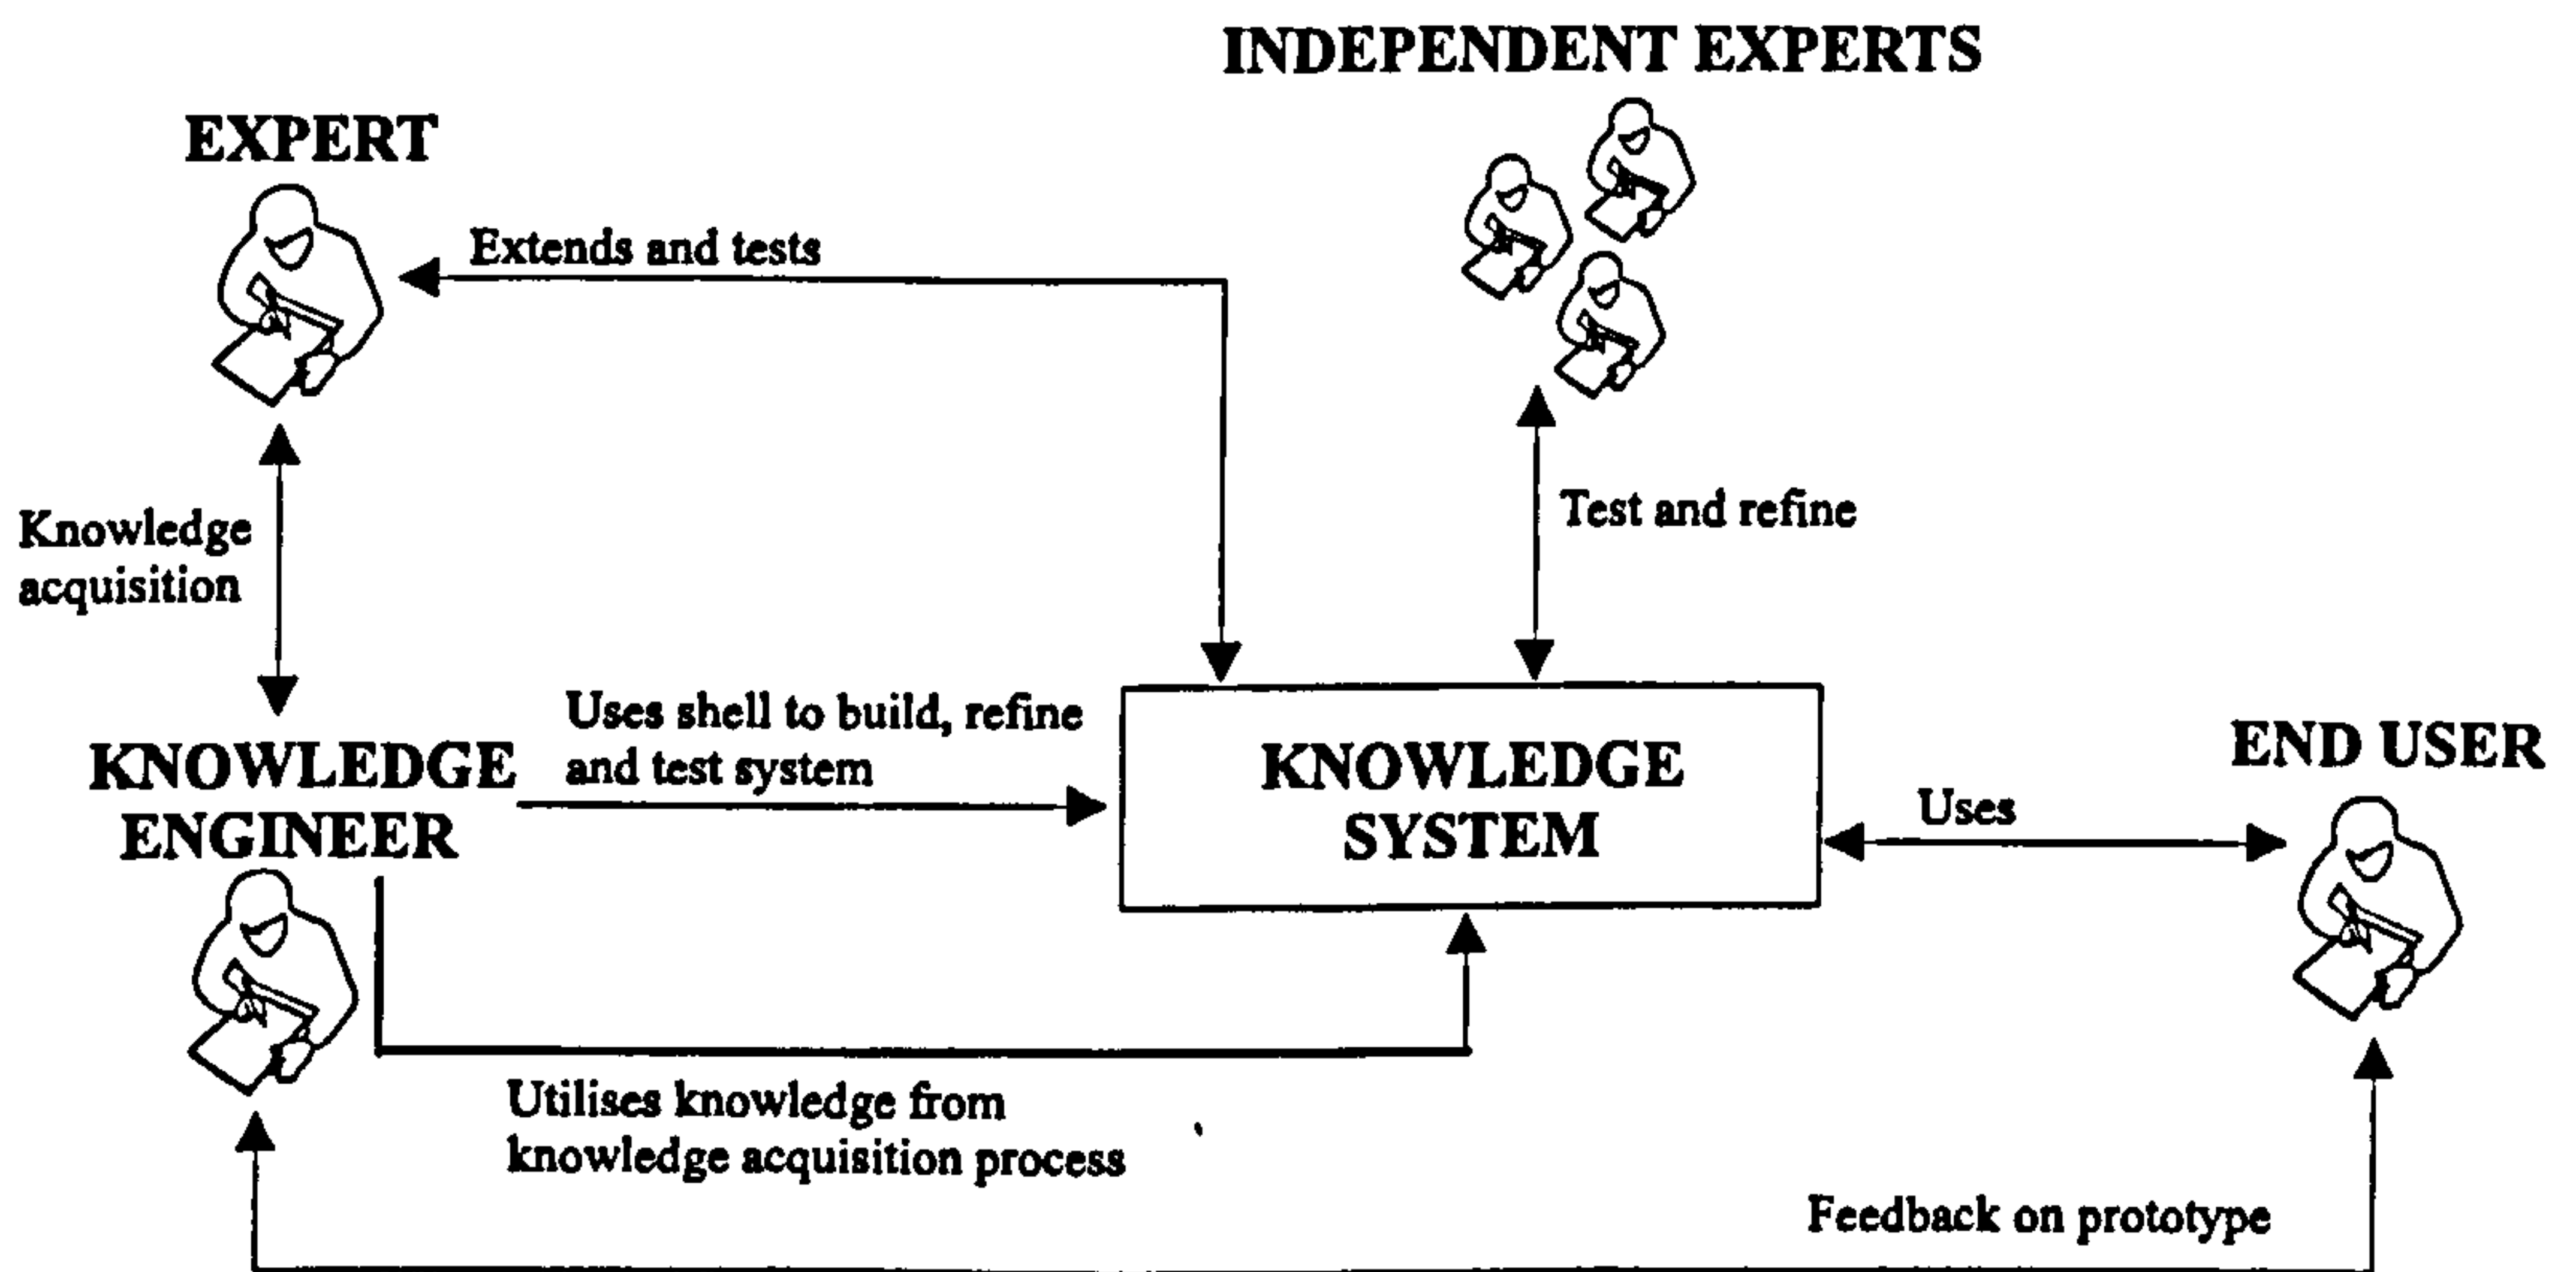 INDEPENDENT EXPERTS
EXPERT
Extends and tests
Knowledge
acquisition
Test and refine
Uses shell to build, refine
and test system
KNOWLEDGE
ENGINEER
KNOWLEDGE
SYSTEM
END USER
Uses
Utilises knowledge from
knowledge acquisition process
Feedback on prototype